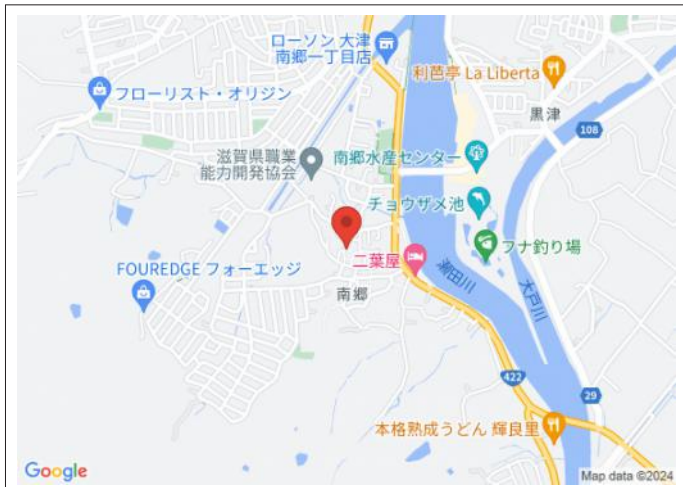 ローソン 大津
南郷一丁目店
利芭亭 La Liberta
フローリスト・オリジン
黒津
108
滋賀県職業
能力開発協会
南郷水産センター
チョウザメ池
フナ釣り場
二葉屋
FOUREDGE フォーエッジ
瀬田川
大戸川
南郷
422
29
本格熟成うどん 輝良里
Google
Map data ©2024